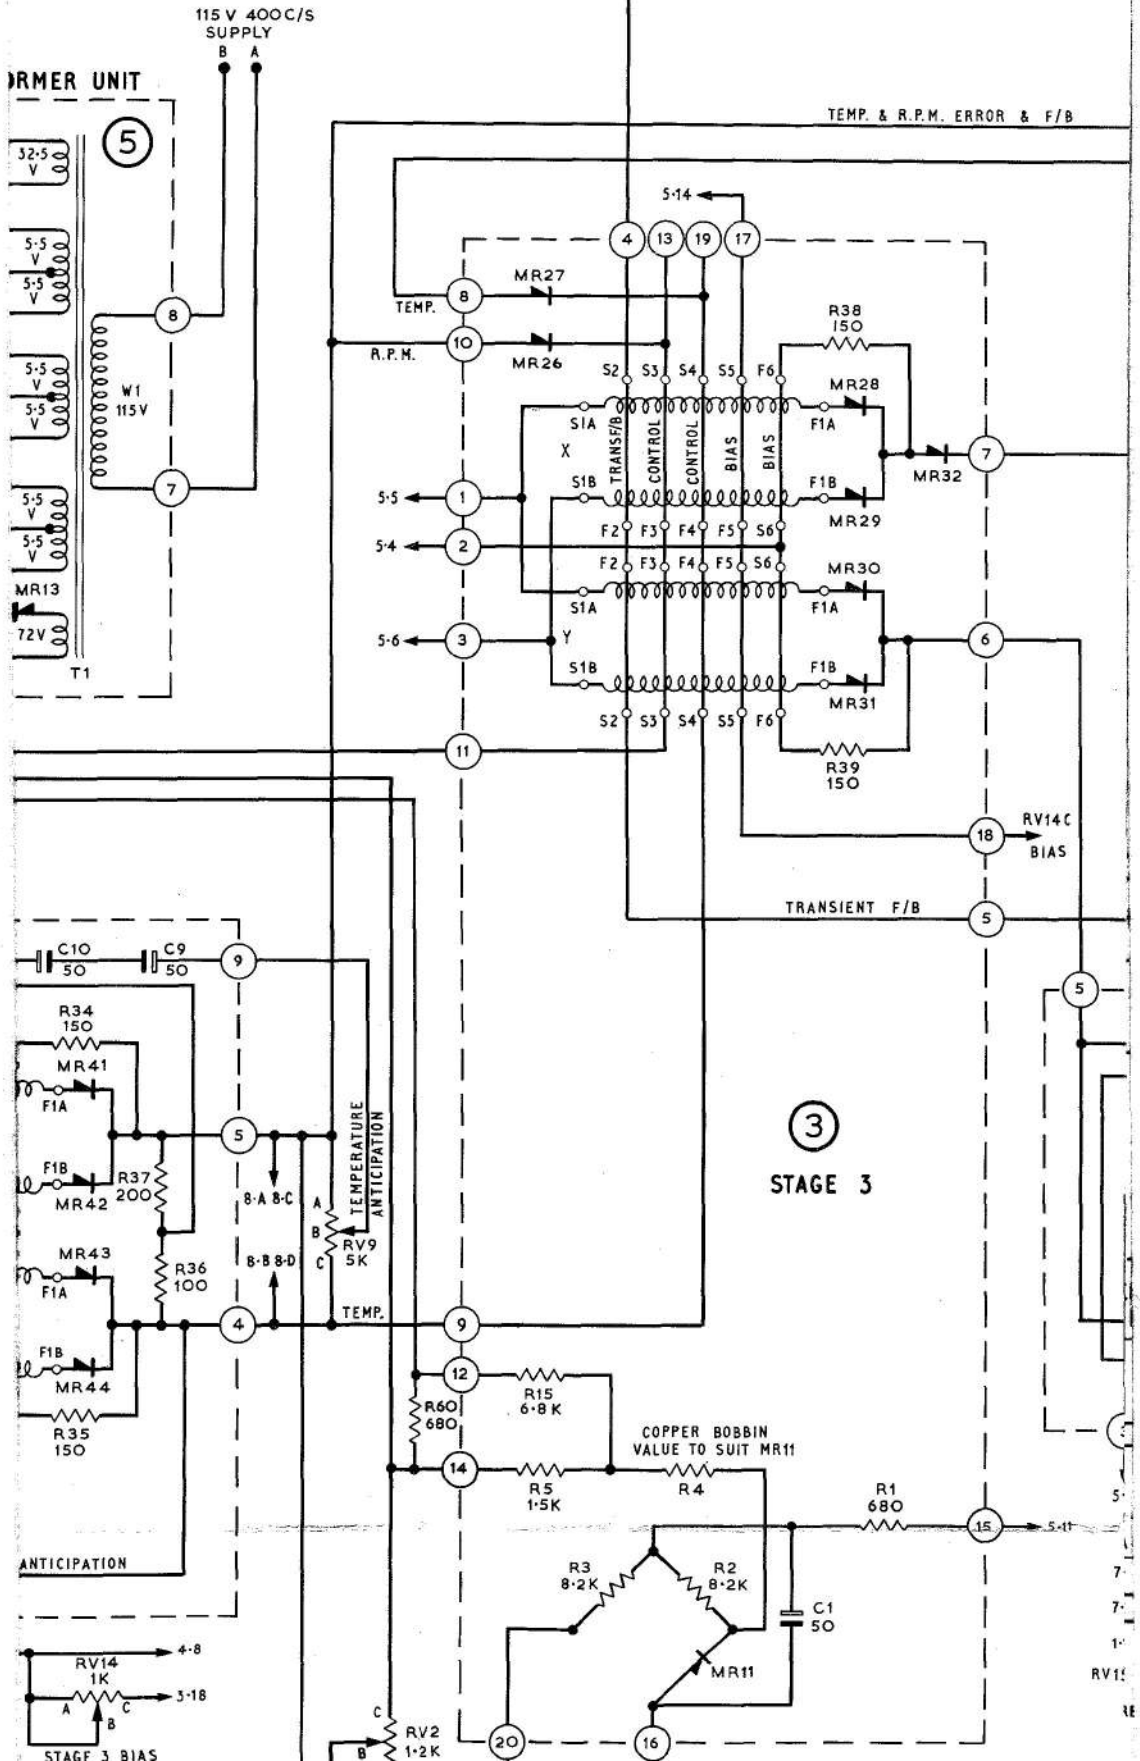 115 V 400 C/S
SUPPLY
B A
ORMER UNIT
5
32·5
V
5·5
V
5·5
V
5·5
V
5·5
V
5·5
V
5·5
V
MR13
72V
T1
W1
115V
8
7
TEMP. & R.P.M. ERROR & F/B
5·14
4 13 19 17
8
TEMP.
MR27
10
R.P.M.
MR26
R38
150
S2 S3 S4 S5 F6
MR28
S1A
F1A
X
TRANSF/B
CONTROL
CONTROL
BIAS
BIAS
7
MR32
5·5
1
S1B
F1B
MR29
F2 F3 F4 F5 S6
5·4
2
F2 F3 F4 F5 S6
MR30
S1A
F1A
5·6
3
Y
6
S1B
F1B
MR31
S2 S3 S4 S5 F6
11
R39
150
18
RV14C
BIAS
TRANSIENT F/B
5
C10
50
C9
50
9
5
R34
150
MR41
F1A
TEMPERATURE
ANTICIPATION
3
STAGE 3
5
F1B
MR42
R37
200
8·A 8·C
A
B
C
RV9
5K
MR43
F1A
R36
100
8·B 8·D
4
TEMP.
9
F1B
MR44
R35
150
12
R15
6·8K
R60
680
COPPER BOBBIN
VALUE TO SUIT MR11
14
R5
1·5K
R4
R1
680
15
5·11
5·
ANTICIPATION
R3
8·2K
R2
8·2K
C1
50
MR11
7·
7·
1·
RV15
RE
4·8
RV14
1K
A C
3·18
B
STAGE 3 BIAS
C
B
RV2
1·2K
20
16